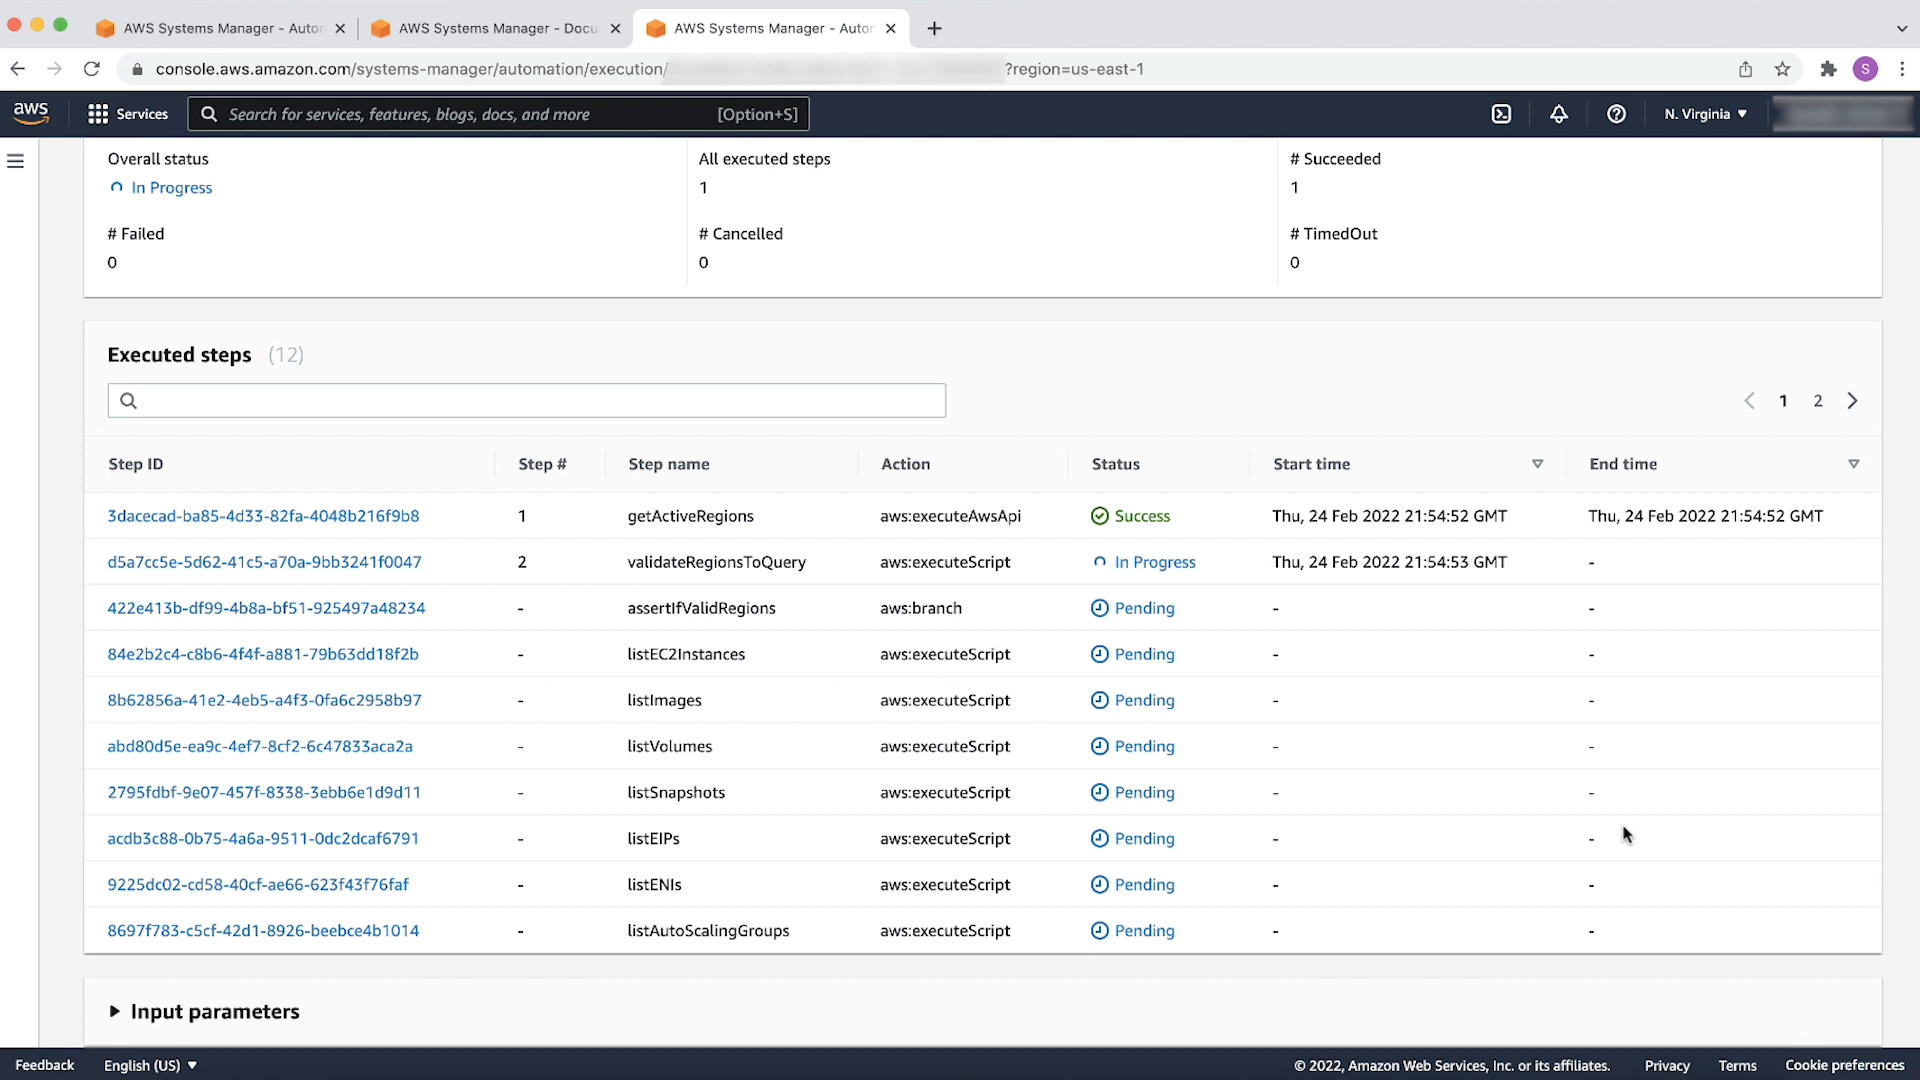 AWS Systems Manager - Autom
AWS Systems Manager - Docu
AWS Systems Manager - Autom
console.aws.amazon.com/systems-manager/automation/execution/ ?region=us-east-1
S
aws Services Search for services, features, blogs, docs, and more [Option+S] N. Virginia
Overall status All executed steps # Succeeded
In Progress 1 1
# Failed # Cancelled # TimedOut
0 0 0
Executed steps (12)
1 2
Step ID Step # Step name Action Status Start time End time
3dacecad-ba85-4d33-82fa-4048b216f9b8 1 getActiveRegions aws:executeAwsApi Success Thu, 24 Feb 2022 21:54:52 GMT Thu, 24 Feb 2022 21:54:52 GMT
d5a7cc5e-5d62-41c5-a70a-9bb3241f0047 2 validateRegionsToQuery aws:executeScript In Progress Thu, 24 Feb 2022 21:54:53 GMT -
422e413b-df99-4b8a-bf51-925497a48234 - assertIfValidRegions aws:branch Pending - -
84e2b2c4-c8b6-4f4f-a881-79b63dd18f2b - listEC2Instances aws:executeScript Pending - -
8b62856a-41e2-4eb5-a4f3-0fa6c2958b97 - listImages aws:executeScript Pending - -
abd80d5e-ea9c-4ef7-8cf2-6c47833aca2a - listVolumes aws:executeScript Pending - -
2795fdbf-9e07-457f-8338-3ebb6e1d9d11 - listSnapshots aws:executeScript Pending - -
acdb3c88-0b75-4a6a-9511-0dc2dcaf6791 - listEIPs aws:executeScript Pending - -
9225dc02-cd58-40cf-ae66-623f43f76faf - listENIs aws:executeScript Pending - -
8697f783-c5cf-42d1-8926-beebce4b1014 - listAutoScalingGroups aws:executeScript Pending - -
Input parameters
Feedback English (US) © 2022, Amazon Web Services, Inc. or its affiliates. Privacy Terms Cookie preferences